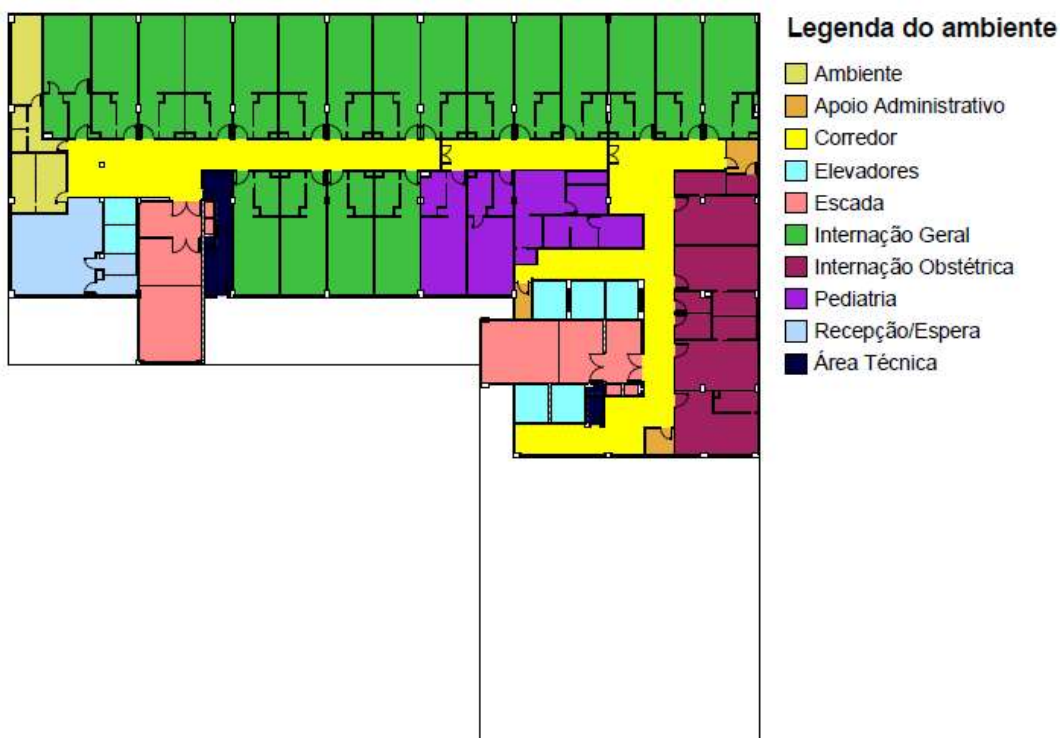 Legenda do ambiente
Ambiente
Apoio Administrativo
Corredor
Elevadores
Escada
Internação Geral
Internação Obstétrica
Pediatria
Recepção/Espera
Área Técnica